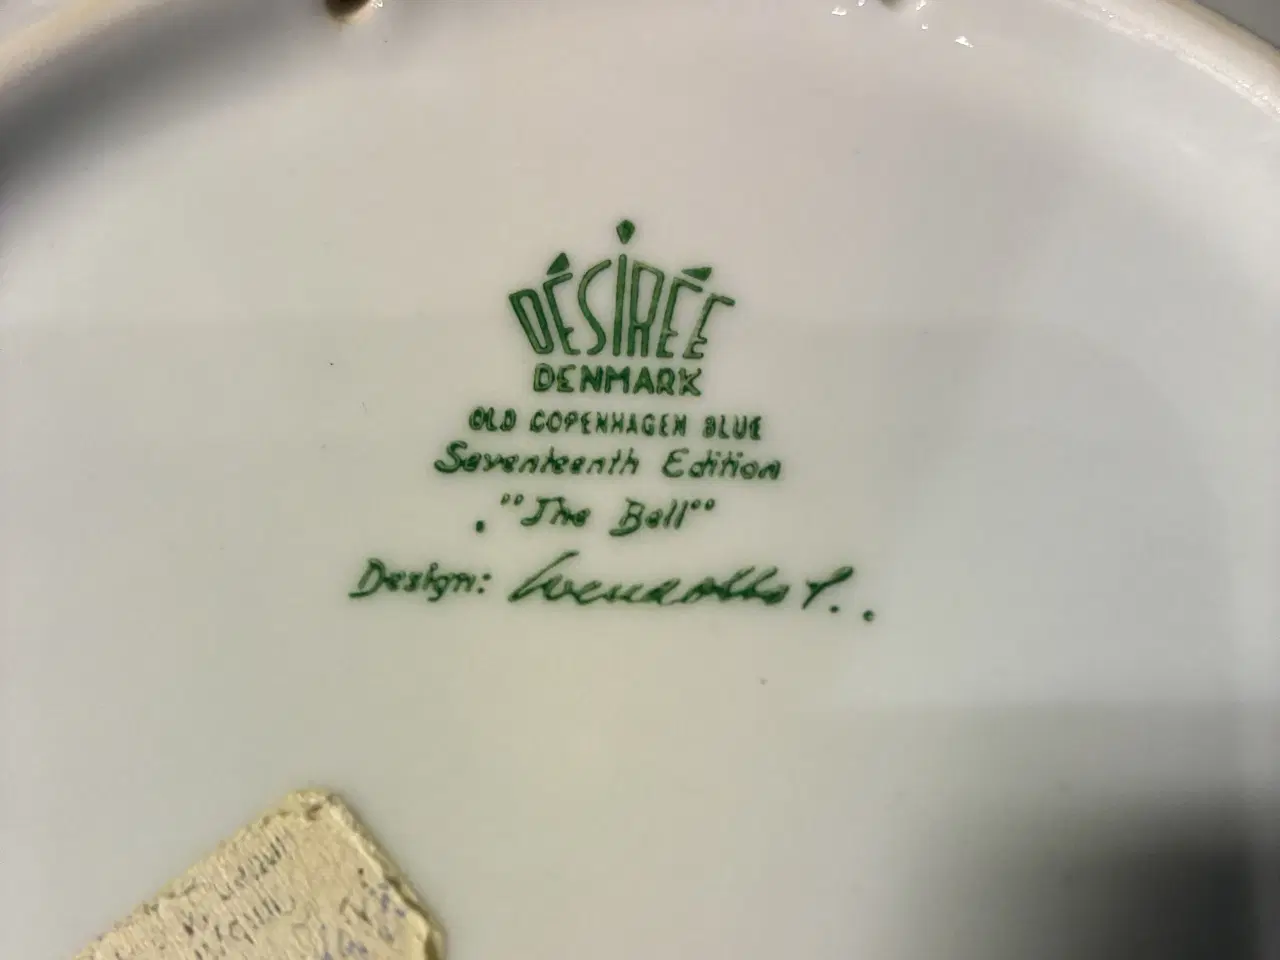 DÉSIRÉE
DENMARK
OLD COPENHAGEN BLUE
Seventeenth Edition
."The Bell"
Design: